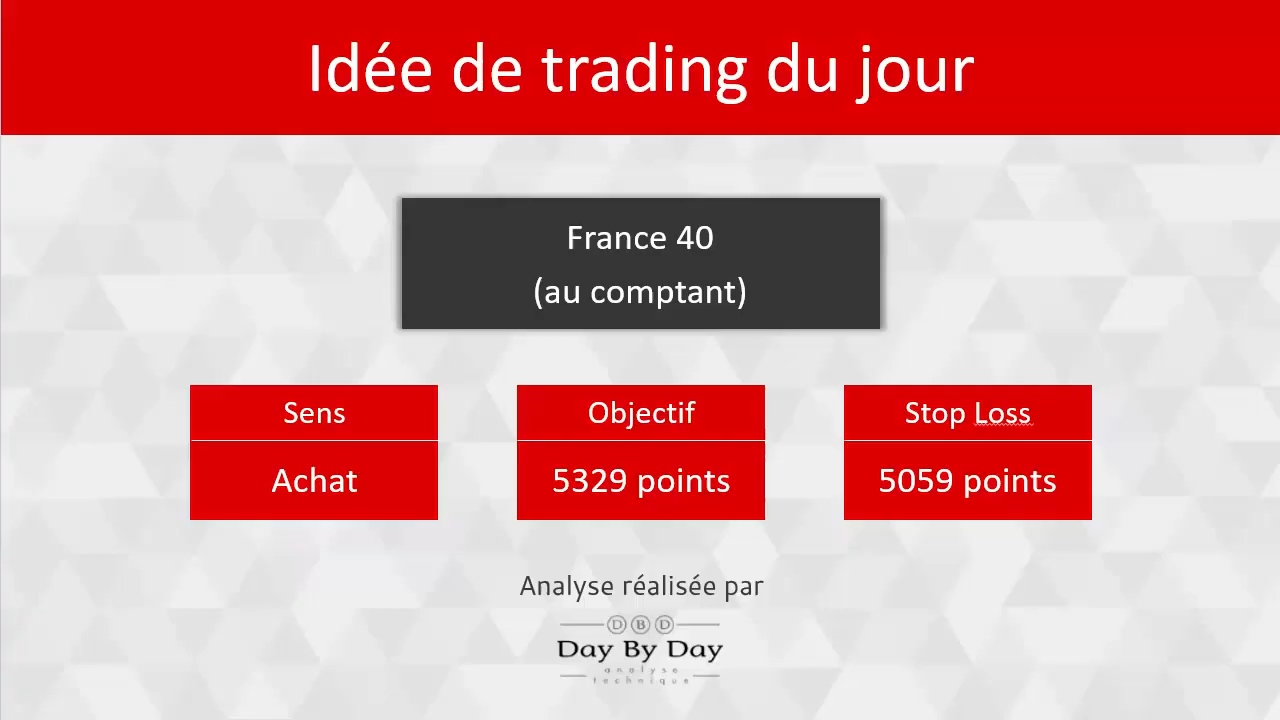 Idée de trading du jour
France 40
(au comptant)
Sens
Objectif
Stop Loss
Achat
5329 points
5059 points
Analyse réalisée par
DBD
Day By Day
analyse
technique